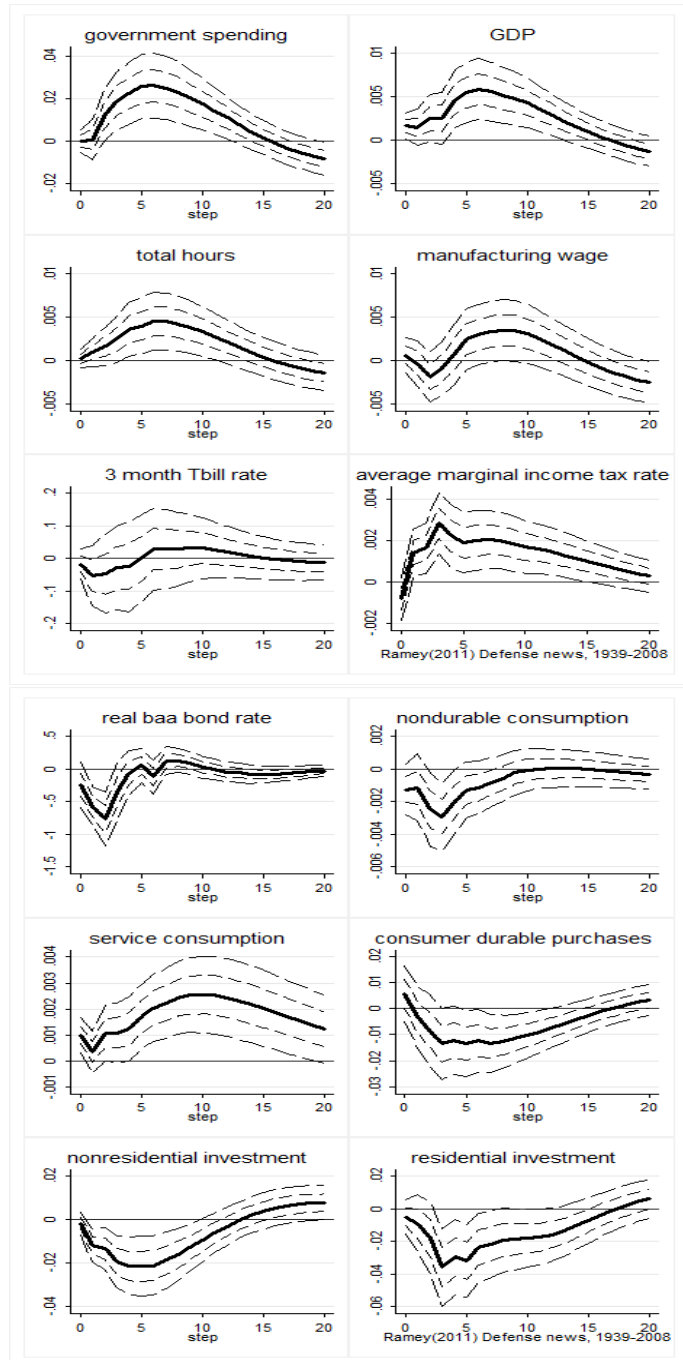 government spending
.04
.02
0
-.02
0 5 10 15 20
step
GDP
.01
.005
0
-.005
0 5 10 15 20
step
total hours
.01
.005
0
-.005
0 5 10 15 20
step
manufacturing wage
.01
.005
0
-.005
0 5 10 15 20
step
3 month Tbill rate
.2
.1
0
-.1
-.2
0 5 10 15 20
step
average marginal income tax rate
.004
.002
0
-.002
0 5 10 15 20
step
Ramey(2011) Defense news, 1939-2008
real baa bond rate
.5
0
-.5
-1
-1.5
0 5 10 15 20
step
nondurable consumption
.002
0
-.002
-.004
-.006
0 5 10 15 20
step
service consumption
.004
.003
.002
.001
0
-.001
0 5 10 15 20
step
consumer durable purchases
.02
.01
0
-.01
-.02
-.03
0 5 10 15 20
step
nonresidential investment
.02
0
-.02
-.04
0 5 10 15 20
step
residential investment
.02
0
-.02
-.04
-.06
0 5 10 15 20
step
Ramey(2011) Defense news, 1939-2008